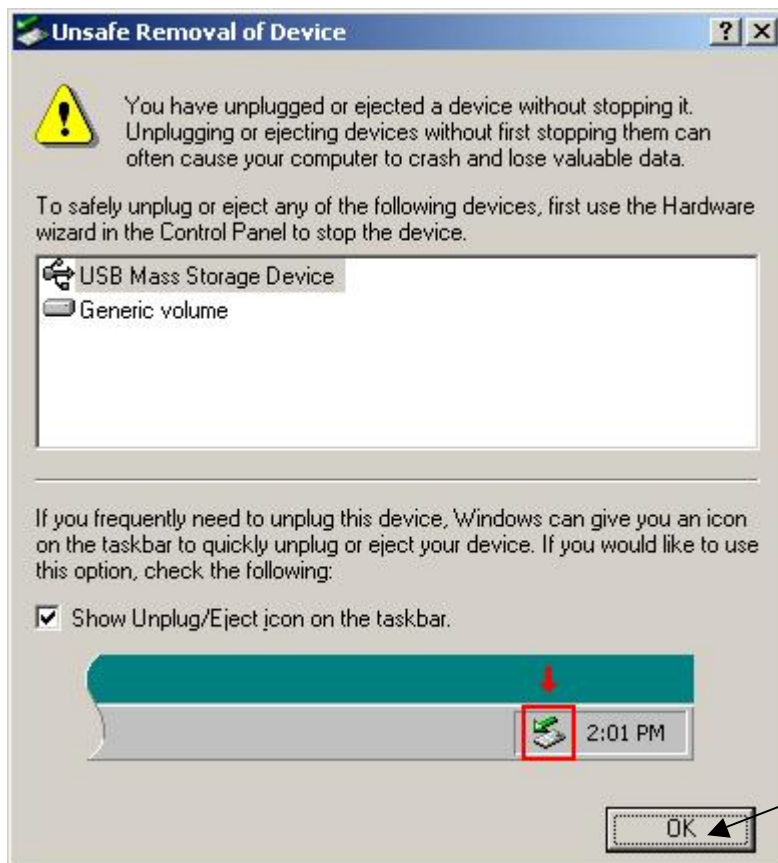 Unsafe Removal of Device
You have unplugged or ejected a device without stopping it.
Unplugging or ejecting devices without first stopping them can
often cause your computer to crash and lose valuable data.
To safely unplug or eject any of the following devices, first use the Hardware
wizard in the Control Panel to stop the device.
USB Mass Storage Device
Generic volume
If you frequently need to unplug this device, Windows can give you an icon
on the taskbar to quickly unplug or eject your device. If you would like to use
this option, check the following:
Show Unplug/Eject icon on the taskbar.
2:01 PM
OK